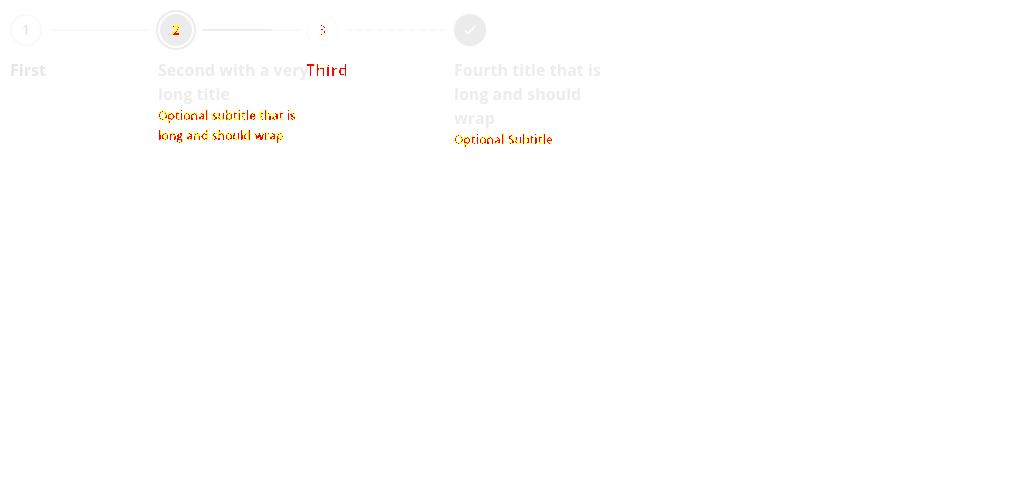 1
2
3
First
Second with a very
long title
Optional subtitle that is
long and should wrap
Third
Fourth title that is
long and should
wrap
Optional Subtitle